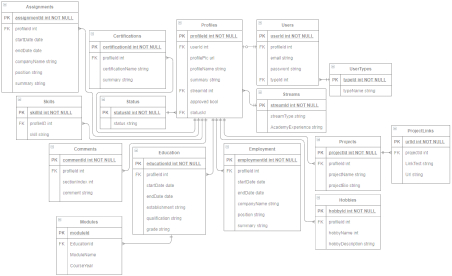 Assignments
PK assignmentId int NOT NULL
FK profileId int
startDate date
endDate date
companyName string
position string
summary string
Certifications
PK certificationId int NOT NULL
FK profileId int
certificationName string
summary string
Profiles
PK profileId int NOT NULL
FK userId int
profilePic url
profileName string
summary string
FK streamId int
approved bool
FK statusId
Users
PK userId int NOT NULL
FK profileId int
email string
password string
FK typeId int
UserTypes
PK typeId int NOT NULL
typeName string
Skills
PK skillId int NOT NULL
FK
skill string
Status
PK statusId int NOT NULL
status string
Streams
PK streamId int NOT NULL
streamType string
AcademyExperience string
Comments
PK commentId int NOT NULL
FK profileId int
sectionIndex int
comment string
Education
PK educationId int NOT NULL
FK profileId int
startDate date
endDate date
establishment string
qualification string
grade string
Employment
PK employmentId int NOT NULL
FK profileId int
startDate date
endDate date
companyName string
position string
summary string
Projects
PK projectId int NOT NULL
FK profileId int
projectName string
projectBio string
ProjectLinks
PK urlId int NOT NULL
FK projectId int
LinkText string
Url string
Modules
PK moduleId
FK EducationId
ModuleName
CourseYear
Hobbies
PK hobbyId int NOT NULL
FK profileId int
hobbyName int
hobbyDescription string